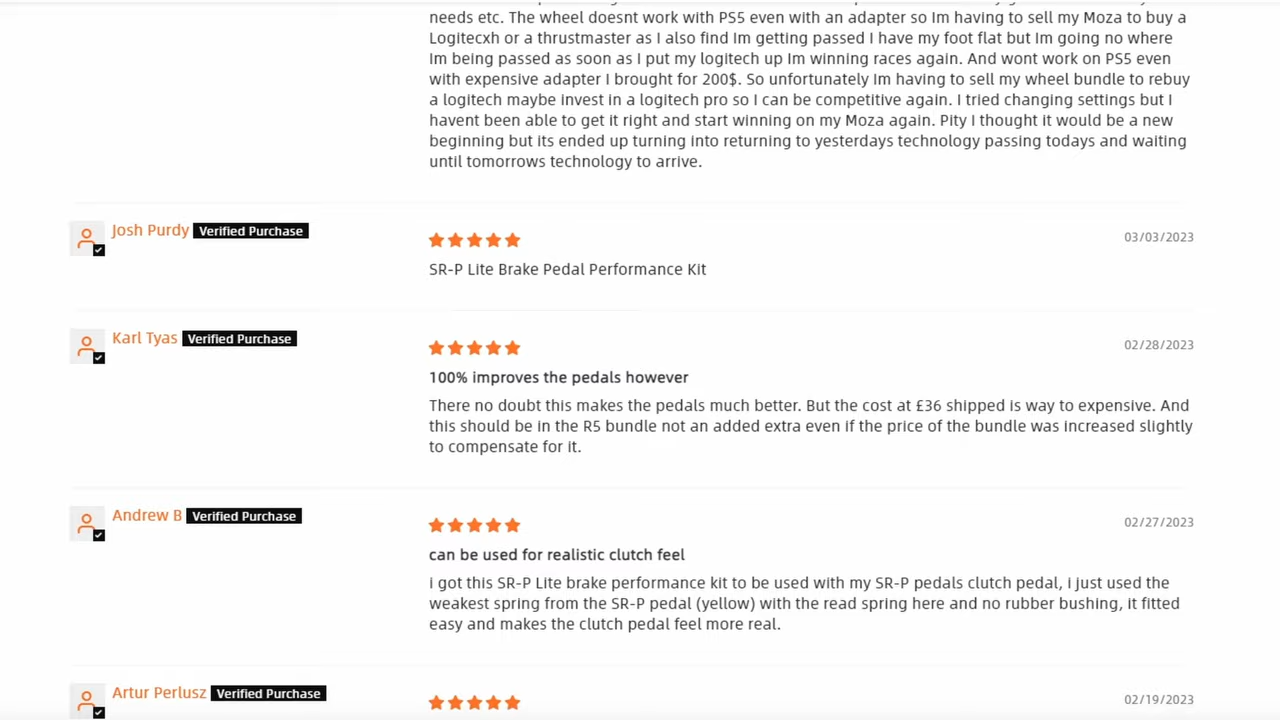 needs etc. The wheel doesnt work with PS5 even with an adapter so Im having to sell my Moza to buy a
Logitecxh or a thrustmaster as I also find Im getting passed I have my foot flat but Im going no where
Im being passed as soon as I put my logitech up Im winning races again. And wont work on PS5 even
with expensive adapter I brought for 200$. So unfortunately Im having to sell my wheel bundle to rebuy
a logitech maybe invest in a logitech pro so I can be competitive again. I tried changing settings but I
havent been able to get it right and start winning on my Moza again. Pity I thought it would be a new
beginning but its ended up turning into returning to yesterdays technology passing todays and waiting
until tomorrows technology to arrive.
Josh Purdy Verified Purchase
03/03/2023
SR-P Lite Brake Pedal Performance Kit
Karl Tyas Verified Purchase
02/28/2023
100% improves the pedals however
There no doubt this makes the pedals much better. But the cost at £36 shipped is way to expensive. And
this should be in the R5 bundle not an added extra even if the price of the bundle was increased slightly
to compensate for it.
Andrew B Verified Purchase
02/27/2023
can be used for realistic clutch feel
i got this SR-P Lite brake performance kit to be used with my SR-P pedals clutch pedal, i just used the
weakest spring from the SR-P pedal (yellow) with the read spring here and no rubber bushing, it fitted
easy and makes the clutch pedal feel more real.
Artur Perlusz Verified Purchase
02/19/2023